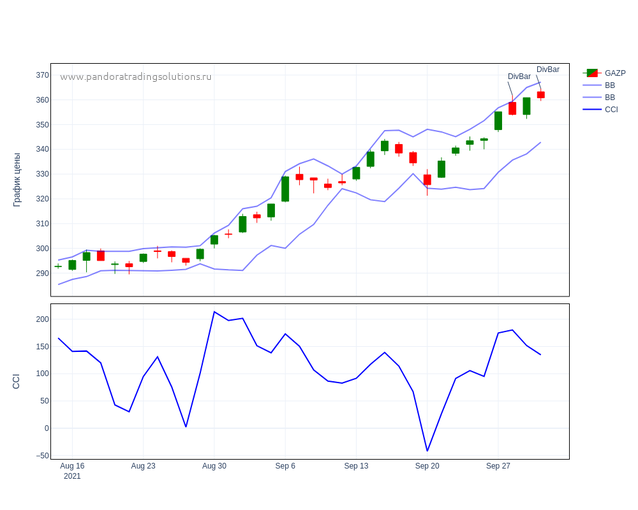 DivBar
DivBar
www.pandoratradingsolutions.ru
GAZP
BB
BB
CCI
График цены
370
360
350
340
330
320
310
300
290
CCI
200
150
100
50
0
−50
Aug 16
2021
Aug 23
Aug 30
Sep 6
Sep 13
Sep 20
Sep 27